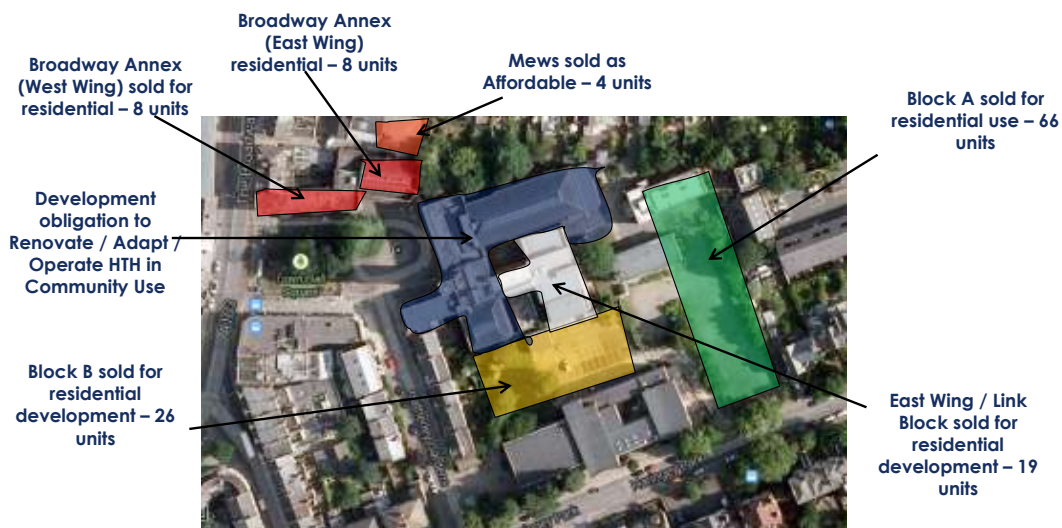 Broadway Annex
(East Wing)
residential – 8 units
Mews sold as
Affordable – 4 units
Broadway Annex
(West Wing) sold for
residential – 8 units
Block A sold for
residential use – 66
units
Development
obligation to
Renovate / Adapt /
Operate HTH in
Community Use
Block B sold for
residential
development – 26
units
East Wing / Link
Block sold for
residential
development – 19
units